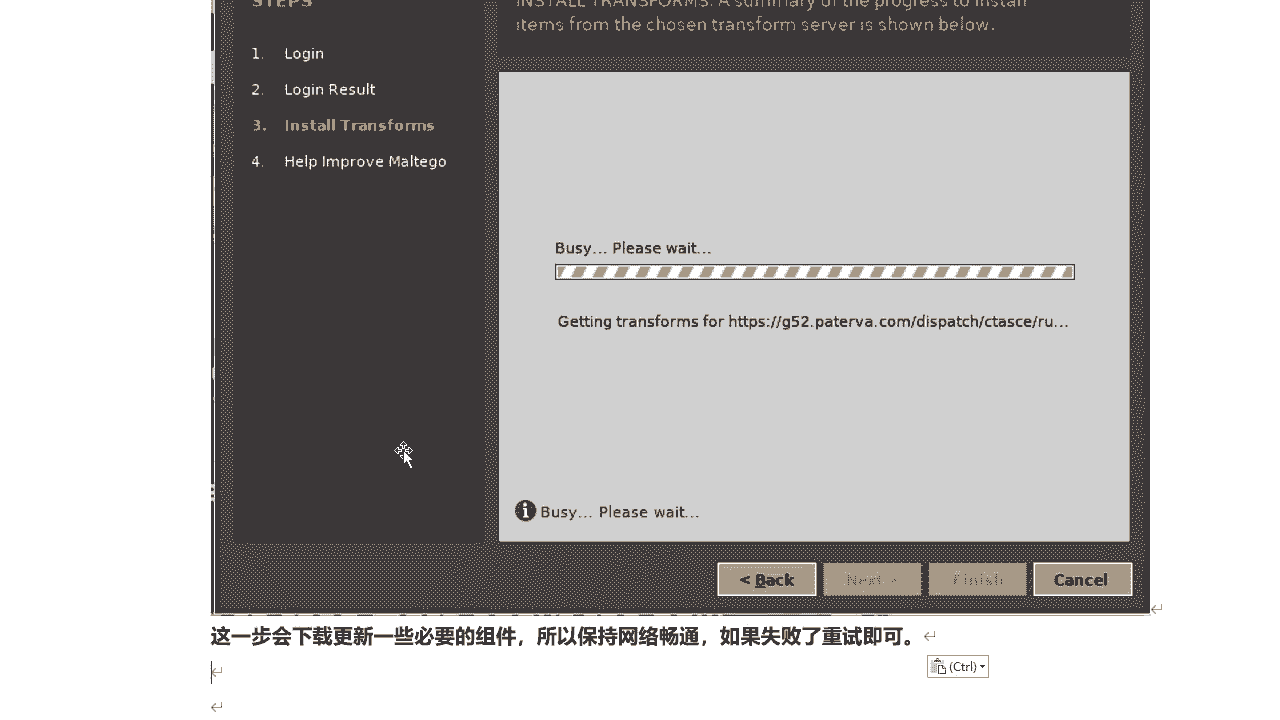 STEPS
INSTALL TRANSFORMS. A summary of the progress to install
items from the chosen transform server is shown below.
1. Login
2. Login Result
3. Install Transforms
4. Help Improve Maltego
Busy... Please wait...
Getting transforms for https://g52.paterva.com/dispatch/ctasce/ru...
Busy... Please wait...
< Back
Next >
Finish
Cancel
这一步会下载更新一些必要的组件，所以保持网络畅通，如果失败了重试即可。
(Ctrl)